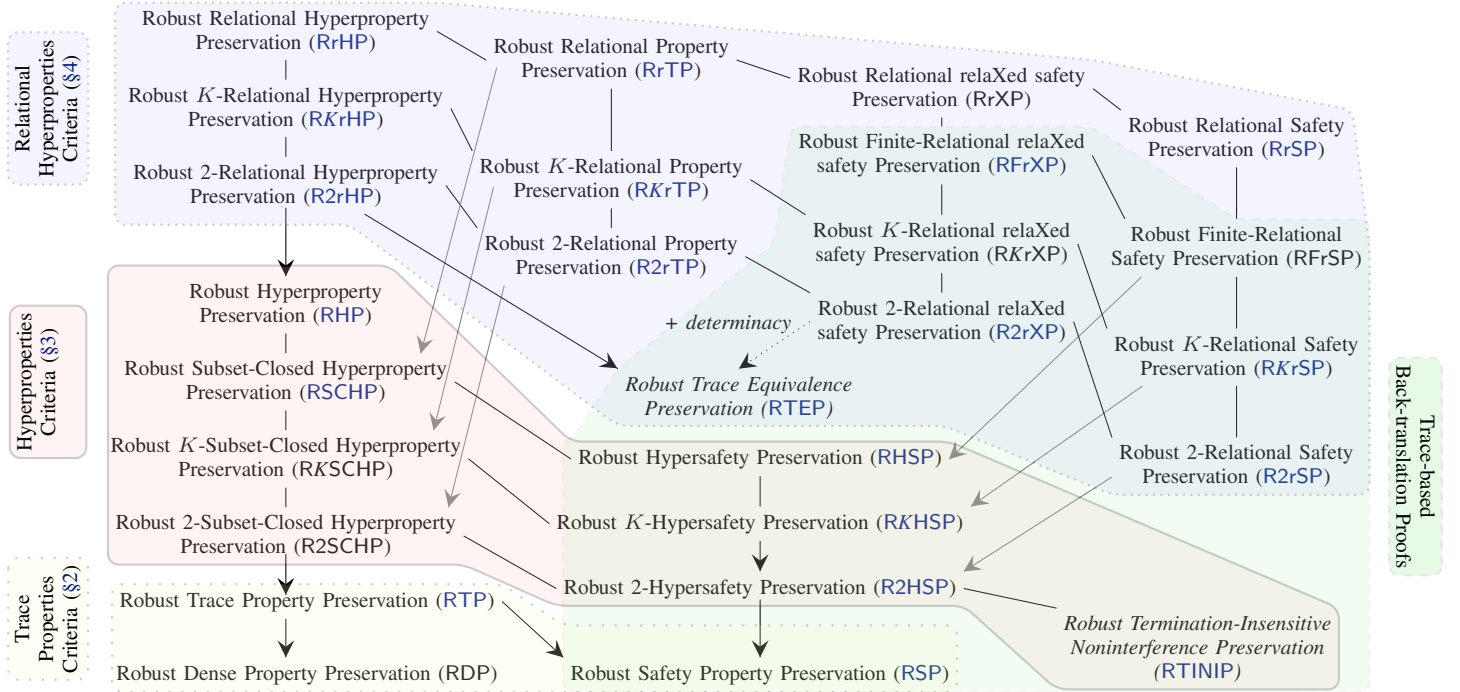 Relational
Hyperproperties
Criteria (§4)
Robust Relational Hyperproperty
Preservation (RrHP)
Robust K-Relational Hyperproperty
Preservation (RKrHP)
Robust 2-Relational Hyperproperty
Preservation (R2rHP)
Robust Relational Property
Preservation (RrTP)
Robust K-Relational Property
Preservation (RKrTP)
Robust 2-Relational Property
Preservation (R2rTP)
Robust Relational relaXed safety
Preservation (RrXP)
Robust Finite-Relational relaXed
safety Preservation (RFrXP)
Robust K-Relational relaXed
safety Preservation (RKrXP)
Robust 2-Relational relaXed
safety Preservation (R2rXP)
+ determinacy
Robust Trace Equivalence
Preservation (RTEP)
Robust Relational Safety
Preservation (RrSP)
Robust Finite-Relational
Safety Preservation (RFrSP)
Robust K-Relational Safety
Preservation (RKrSP)
Robust 2-Relational Safety
Preservation (R2rSP)
Hyperproperties
Criteria (§3)
Robust Hyperproperty
Preservation (RHP)
Robust Subset-Closed Hyperproperty
Preservation (RSCHP)
Robust K-Subset-Closed Hyperproperty
Preservation (RKSCHP)
Robust 2-Subset-Closed Hyperproperty
Preservation (R2SCHP)
Robust Hypersafety Preservation (RHSP)
Robust K-Hypersafety Preservation (RKHSP)
Robust 2-Hypersafety Preservation (R2HSP)
Robust Termination-Insensitive
Noninterference Preservation
(RTINIP)
Trace
Properties
Criteria (§2)
Robust Trace Property Preservation (RTP)
Robust Dense Property Preservation (RDP)
Robust Safety Property Preservation (RSP)
Trace-based
Back-translation Proofs